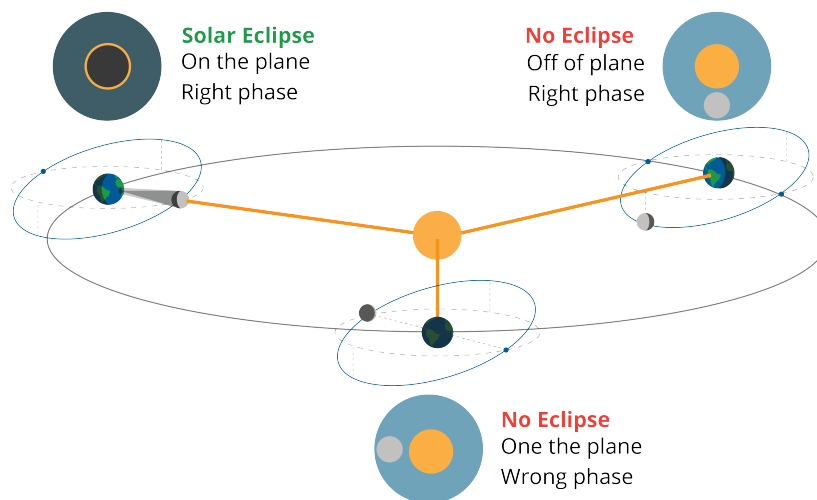 Solar Eclipse
On the plane
Right phase
No Eclipse
Off of plane
Right phase
No Eclipse
One the plane
Wrong phase